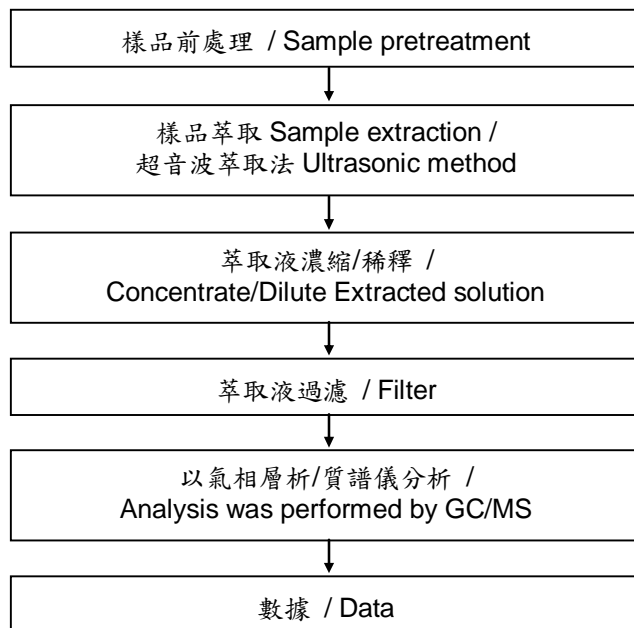 樣品前處理 / Sample pretreatment
樣品萃取 Sample extraction /
超音波萃取法 Ultrasonic method
萃取液濃縮/稀釋 /
Concentrate/Dilute Extracted solution
萃取液過濾 / Filter
以氣相層析/質譜儀分析 /
Analysis was performed by GC/MS
數據 / Data